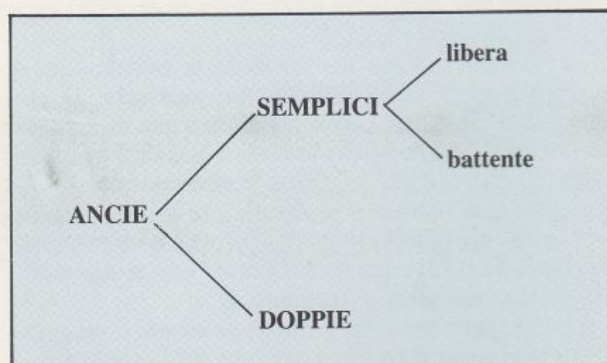 libera
SEMPLICI
battente
ANCIE
DOPPIE